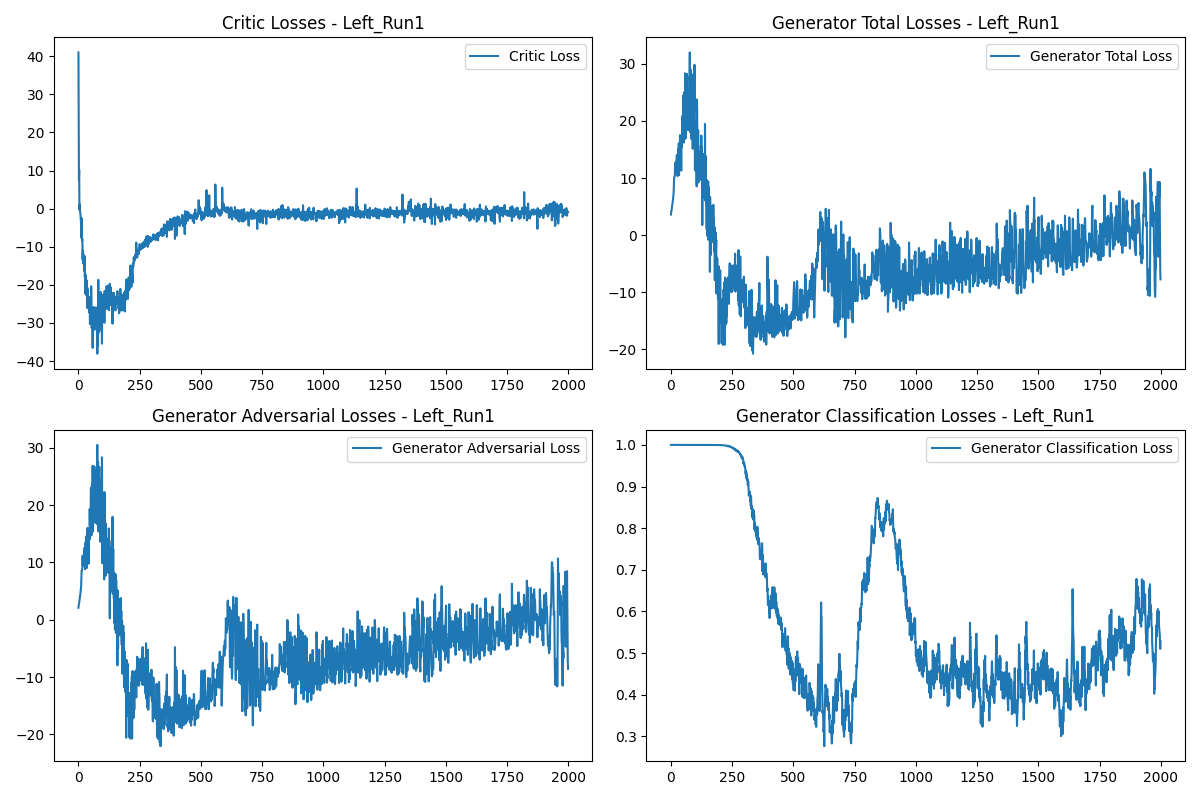 Critic Losses - Left_Run1
Critic Loss
40
30
20
10
0
−10
−20
−30
−40
0 250 500 750 1000 1250 1500 1750 2000
Generator Total Losses - Left_Run1
Generator Total Loss
30
20
10
0
−10
−20
0 250 500 750 1000 1250 1500 1750 2000
Generator Adversarial Losses - Left_Run1
Generator Adversarial Loss
30
20
10
0
−10
−20
0 250 500 750 1000 1250 1500 1750 2000
Generator Classification Losses - Left_Run1
Generator Classification Loss
1.0
0.9
0.8
0.7
0.6
0.5
0.4
0.3
0 250 500 750 1000 1250 1500 1750 2000